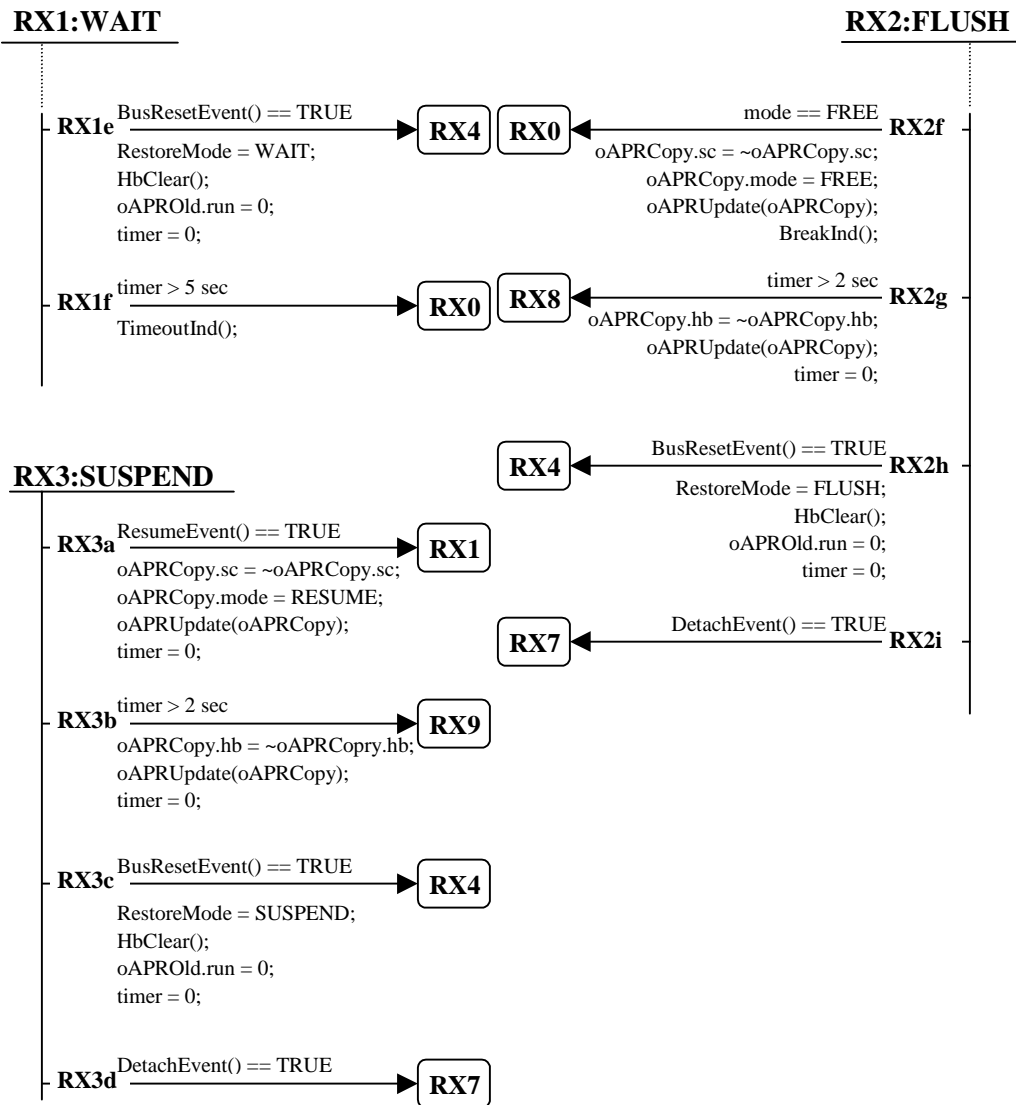 RX1:WAIT
RX1e
BusResetEvent() == TRUE
RX4
RestoreMode = WAIT;
HbClear();
oAPROld.run = 0;
timer = 0;
RX1f
timer > 5 sec
RX0
TimeoutInd();
RX2:FLUSH
mode == FREE
RX2f
RX0
oAPRCopy.sc = ~oAPRCopy.sc;
oAPRCopy.mode = FREE;
oAPRUpdate(oAPRCopy);
BreakInd();
timer > 2 sec
RX2g
RX8
oAPRCopy.hb = ~oAPRCopy.hb;
oAPRUpdate(oAPRCopy);
timer = 0;
BusResetEvent() == TRUE
RX2h
RX4
RestoreMode = FLUSH;
HbClear();
oAPROld.run = 0;
timer = 0;
DetachEvent() == TRUE
RX2i
RX7
RX3:SUSPEND
RX3a
ResumeEvent() == TRUE
RX1
oAPRCopy.sc = ~oAPRCopy.sc;
oAPRCopy.mode = RESUME;
oAPRUpdate(oAPRCopy);
timer = 0;
RX3b
timer > 2 sec
RX9
oAPRCopy.hb = ~oAPRCopry.hb;
oAPRUpdate(oAPRCopy);
timer = 0;
RX3c
BusResetEvent() == TRUE
RX4
RestoreMode = SUSPEND;
HbClear();
oAPROld.run = 0;
timer = 0;
RX3d
DetachEvent() == TRUE
RX7